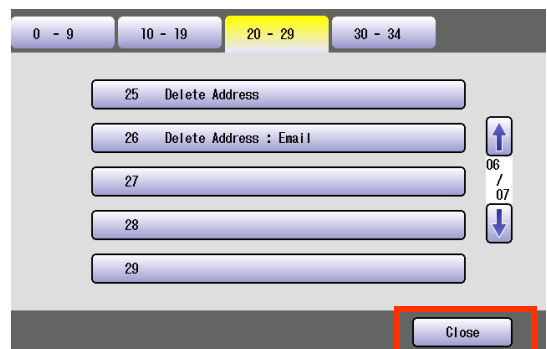 0 - 9 10 - 19 20 - 29 30 - 34
25 Delete Address
26 Delete Address : Email
06
27
/
07
28
29
Close